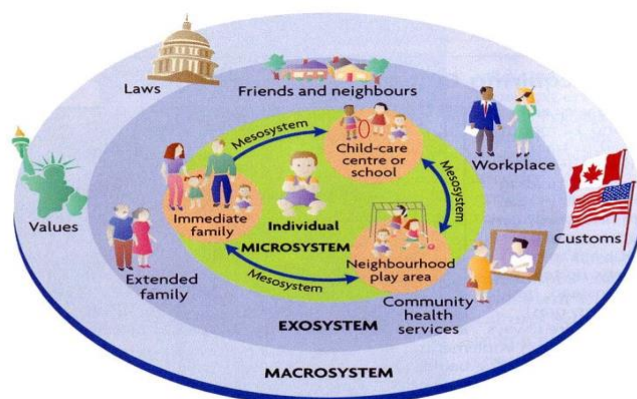 Laws
Friends and neighbours
Mesosystem
Child-care
centre or
school
Workplace
Mesosystem
Values
Immediate
family
Individual
MICROSYSTEM
Customs
Extended
family
Mesosystem
Neighbourhood
play area
Community
health
services
EXOSYSTEM
MACROSYSTEM